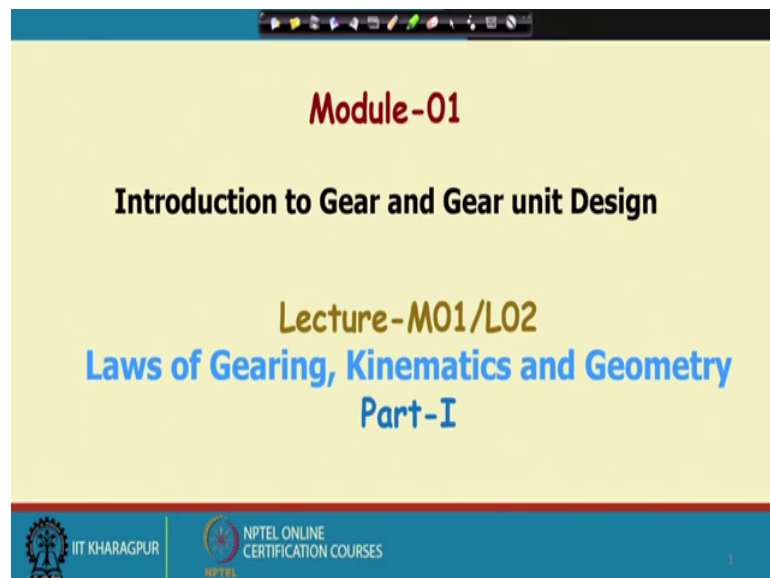 Module-01
Introduction to Gear and Gear unit Design
Lecture-M01/L02
Laws of Gearing, Kinematics and Geometry
Part-I
IIT KHARAGPUR
NPTEL
NPTEL ONLINE
CERTIFICATION COURSES
1